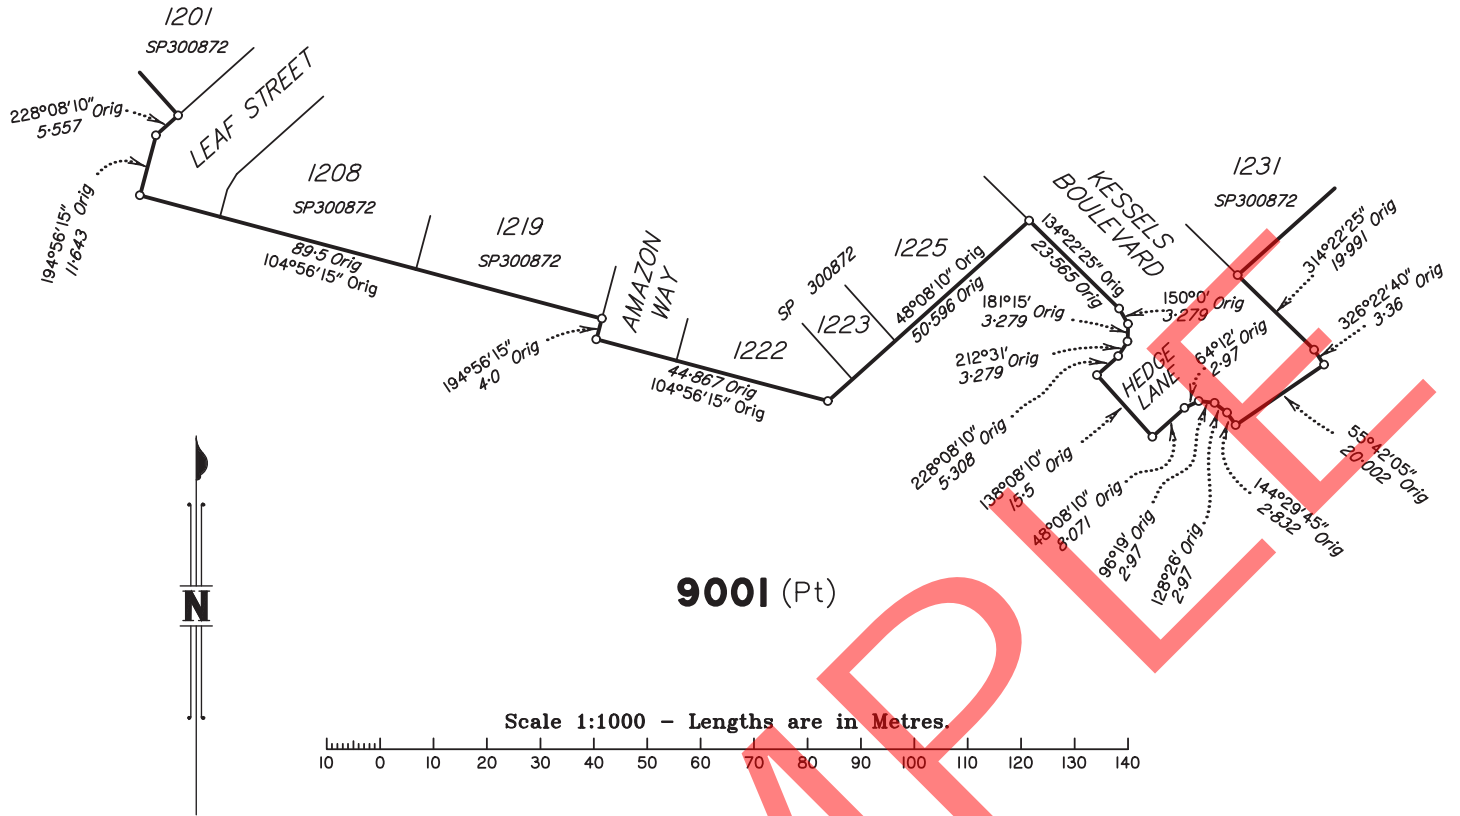 1201
SP300872
228°08'10" Orig
5·557
LEAF STREET
194°56'15" Orig
11·643
1208
SP300872
89·5 Orig
104°56'15" Orig
1219
SP300872
AMAZON
WAY
194°56'15" Orig
4·0
1222
44·867 Orig
104°56'15" Orig
SP 300872
1223
1225
48°08'10" Orig
50·596 Orig
KESSELS
BOULEVARD
134°22'25" Orig
23·565 Orig
181°15' Orig
3·279
150°0' Orig
3·279
212°31' Orig
3·279
228°08'10" Orig
5·308
HEDGE
LANE
138°08'10" Orig
15·5
48°08'10" Orig
8·071
64°12' Orig
2·97
96°19' Orig
2·97
128°26' Orig
2·97
144°29'45" Orig
2·832
55°42'05" Orig
20·002
1231
SP300872
314°22'25" Orig
19·991
326°22'40" Orig
3·36
9001 (Pt)
N
Scale 1:1000 – Lengths are in Metres.
10 0 10 20 30 40 50 60 70 80 90 100 110 120 130 140
MPLE